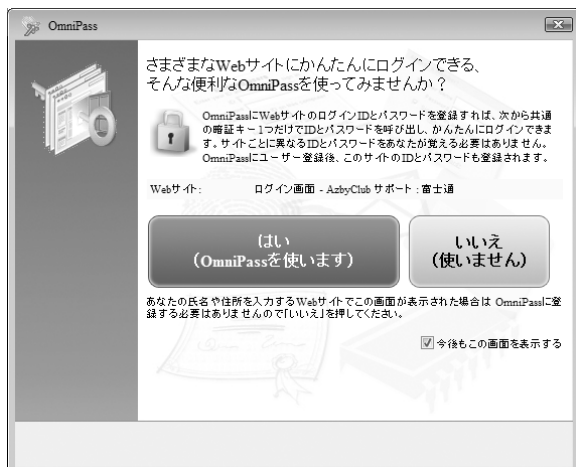 OmniPass
さまざまなWebサイトにかんたんにログインできる、
そんな便利なOmniPassを使ってみませんか？
OmniPassにWebサイトのログインIDとパスワードを登録すれば、次から共通
の暗証キー1つだけでIDとパスワードを呼び出し、かんたんにログインできま
す。サイトごとに異なるIDとパスワードをあなたが覚える必要はありません。
OmniPassにユーザー登録後、このサイトのIDとパスワードも登録されます。
Webサイト: ログイン画面 - AzbyClub サポート : 富士通
はい
（OmniPassを使います）
いいえ
（使いません）
あなたの氏名や住所を入力するWebサイトでこの画面が表示された場合は OmniPassに登
録する必要はありませんので「いいえ」を押してください。
今後もこの画面を表示する